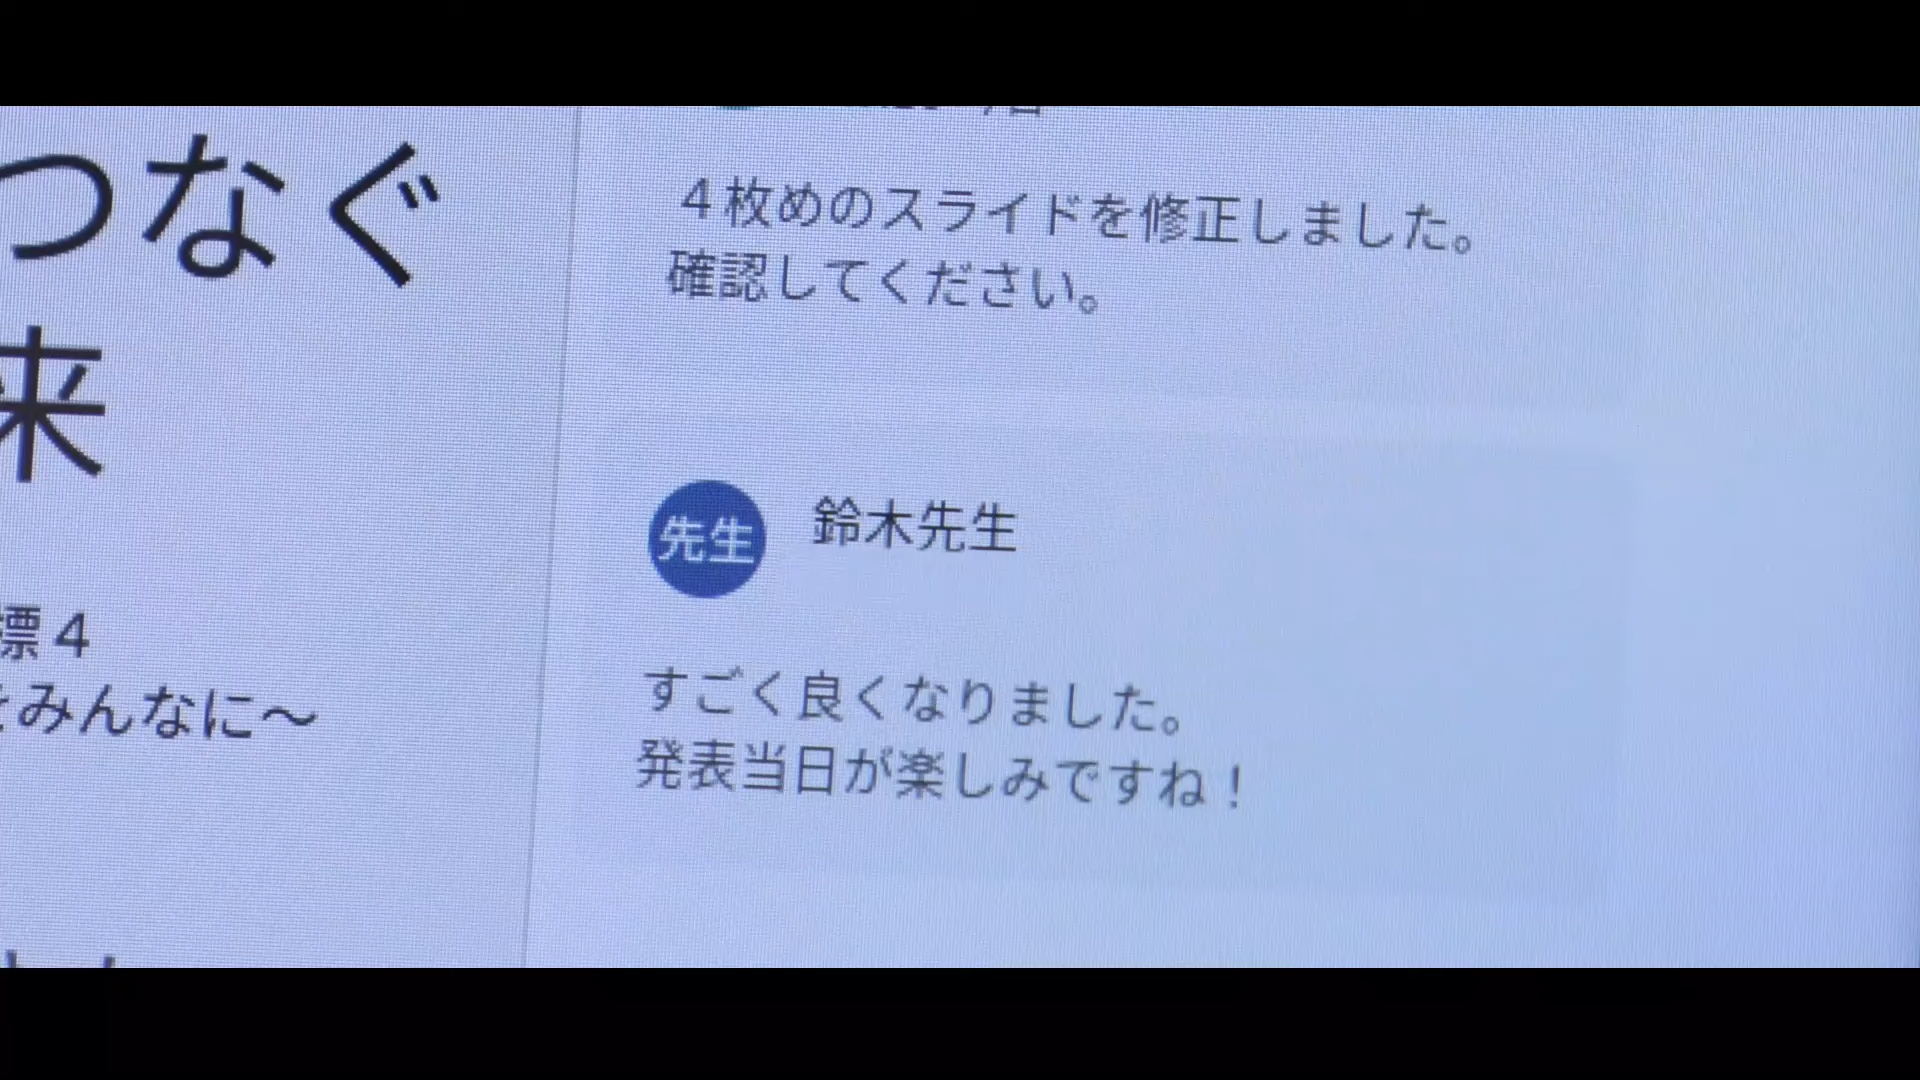 つなぐ
来
標４
をみんなに〜
４枚めのスライドを修正しました。
確認してください。
先生
鈴木先生
すごく良くなりました。
発表当日が楽しみですね！